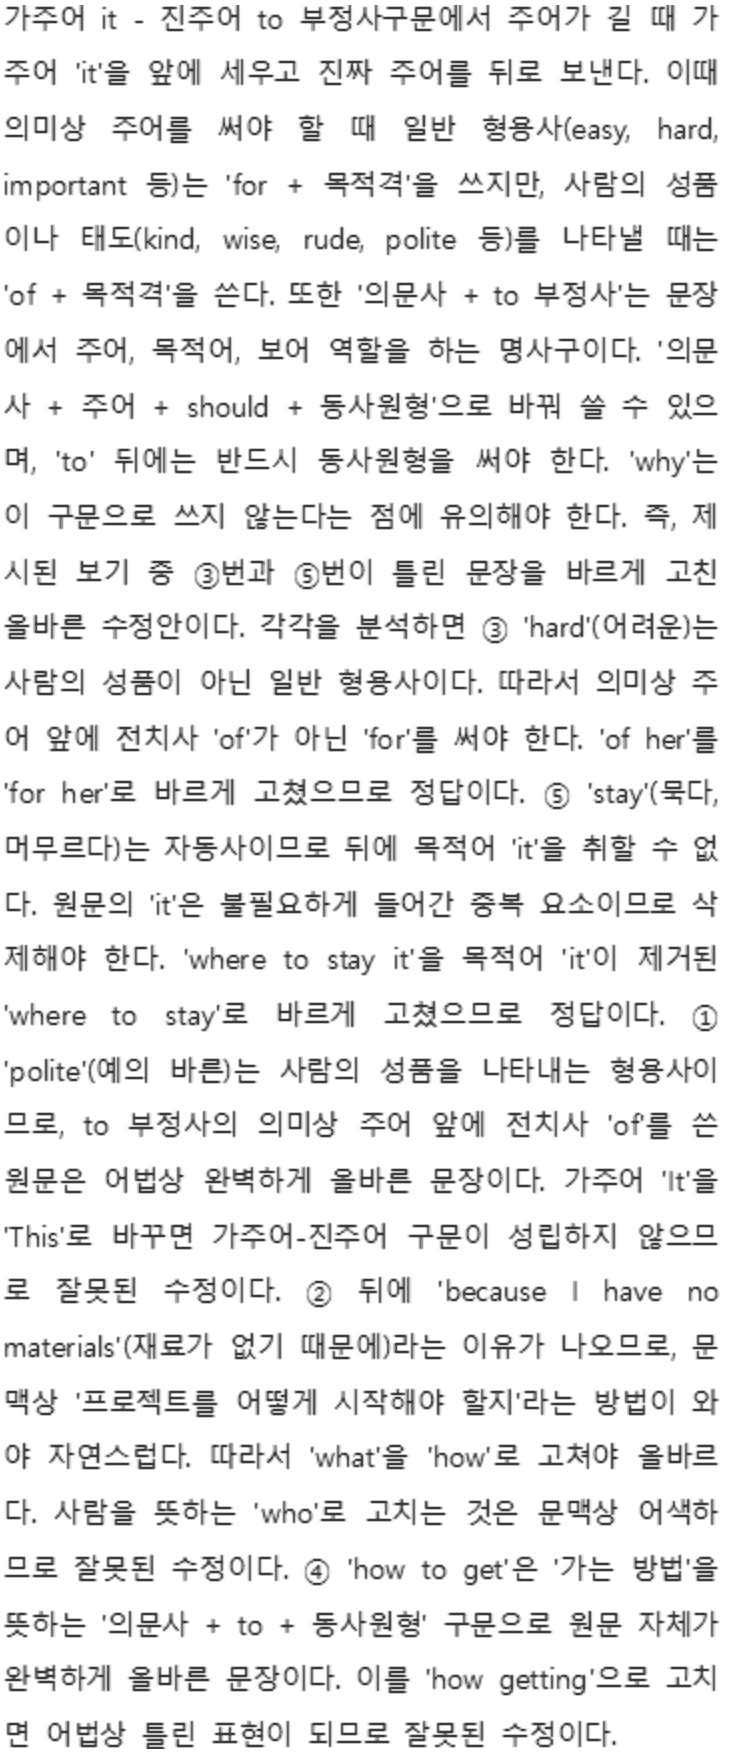 가주어 it - 진주어 to 부정사구문에서 주어가 길 때 가
주어 'it'을 앞에 세우고 진짜 주어를 뒤로 보낸다. 이때
의미상 주어를 써야 할 때 일반 형용사(easy, hard,
important 등)는 'for + 목적격'을 쓰지만, 사람의 성품
이나 태도(kind, wise, rude, polite 등)를 나타낼 때는
'of + 목적격'을 쓴다. 또한 '의문사 + to 부정사'는 문장
에서 주어, 목적어, 보어 역할을 하는 명사구이다. '의문
사 + 주어 + should + 동사원형'으로 바꿔 쓸 수 있으
며, 'to' 뒤에는 반드시 동사원형을 써야 한다. 'why'는
이 구문으로 쓰지 않는다는 점에 유의해야 한다. 즉, 제
시된 보기 중 ③번과 ⑤번이 틀린 문장을 바르게 고친
올바른 수정안이다. 각각을 분석하면 ③ 'hard'(어려운)는
사람의 성품이 아닌 일반 형용사이다. 따라서 의미상 주
어 앞에 전치사 'of'가 아닌 'for'를 써야 한다. 'of her'를
'for her'로 바르게 고쳤으므로 정답이다. ⑤ 'stay'(묵다,
머무르다)는 자동사이므로 뒤에 목적어 'it'을 취할 수 없
다. 원문의 'it'은 불필요하게 들어간 중복 요소이므로 삭
제해야 한다. 'where to stay it'을 목적어 'it'이 제거된
'where to stay'로 바르게 고쳤으므로 정답이다. ①
'polite'(예의 바른)는 사람의 성품을 나타내는 형용사이
므로, to 부정사의 의미상 주어 앞에 전치사 'of'를 쓴
원문은 어법상 완벽하게 올바른 문장이다. 가주어 'It'을
'This'로 바꾸면 가주어-진주어 구문이 성립하지 않으므
로 잘못된 수정이다. ② 뒤에 'because I have no
materials'(재료가 없기 때문에)라는 이유가 나오므로, 문
맥상 '프로젝트를 어떻게 시작해야 할지'라는 방법이 와
야 자연스럽다. 따라서 'what'을 'how'로 고쳐야 올바르
다. 사람을 뜻하는 'who'로 고치는 것은 문맥상 어색하
므로 잘못된 수정이다. ④ 'how to get'은 '가는 방법'을
뜻하는 '의문사 + to + 동사원형' 구문으로 원문 자체가
완벽하게 올바른 문장이다. 이를 'how getting'으로 고치
면 어법상 틀린 표현이 되므로 잘못된 수정이다.